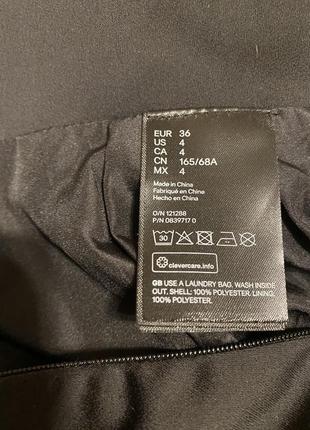 EUR 36
US 4
CA 4
CN 165/68A
MX 4
Made in China
Fabriqué en Chine
Hecho en China
O/N 121288
P/N 0839717 0
30
clevercare.info
GB USE A LAUNDRY BAG. WASH INSIDE
OUT, SHELL: 100% POLYESTER. LINING:
100% POLYESTER.